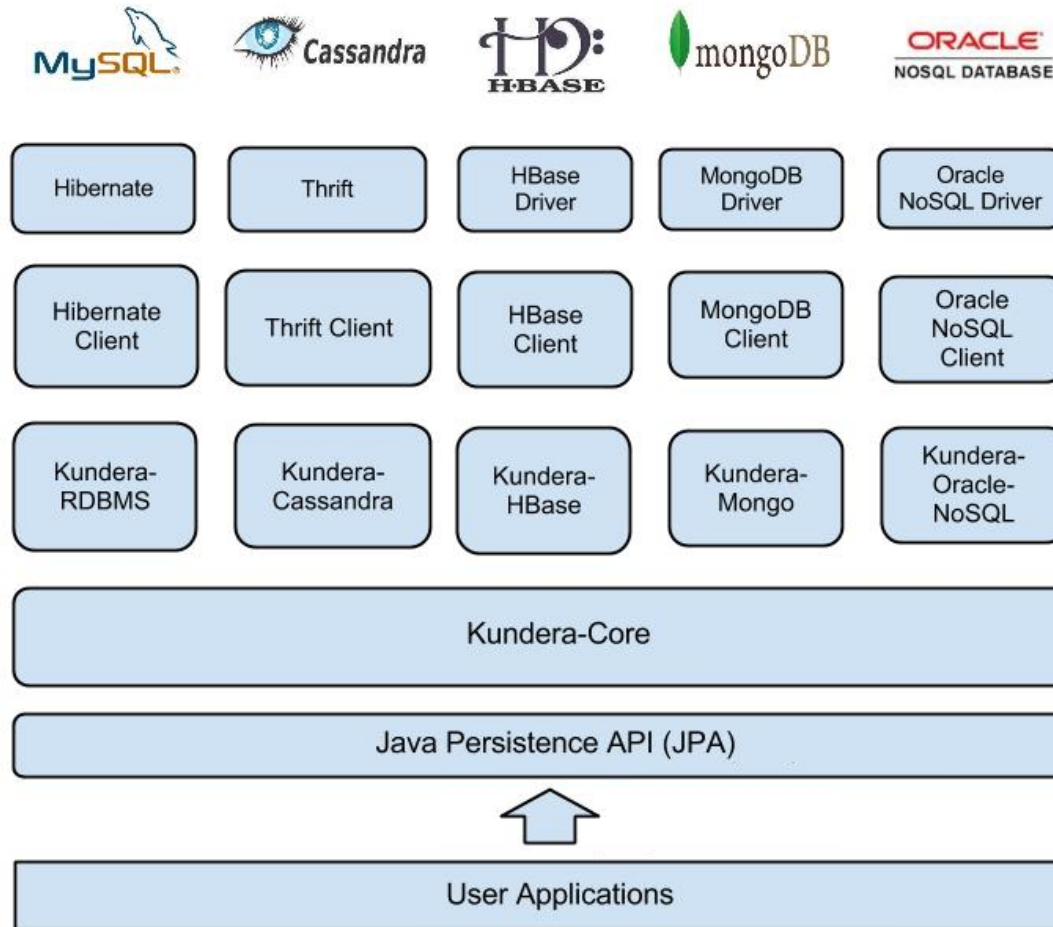 MySQL®
Cassandra
HBASE
mongoDB
ORACLE®
NOSQL DATABASE
Hibernate
Thrift
HBase
Driver
MongoDB
Driver
Oracle
NoSQL Driver
Hibernate
Client
Thrift Client
HBase
Client
MongoDB
Client
Oracle
NoSQL
Client
Kundera-
RDBMS
Kundera-
Cassandra
Kundera-
HBase
Kundera-
Mongo
Kundera-
Oracle-
NoSQL
Kundera-Core
Java Persistence API (JPA)
User Applications